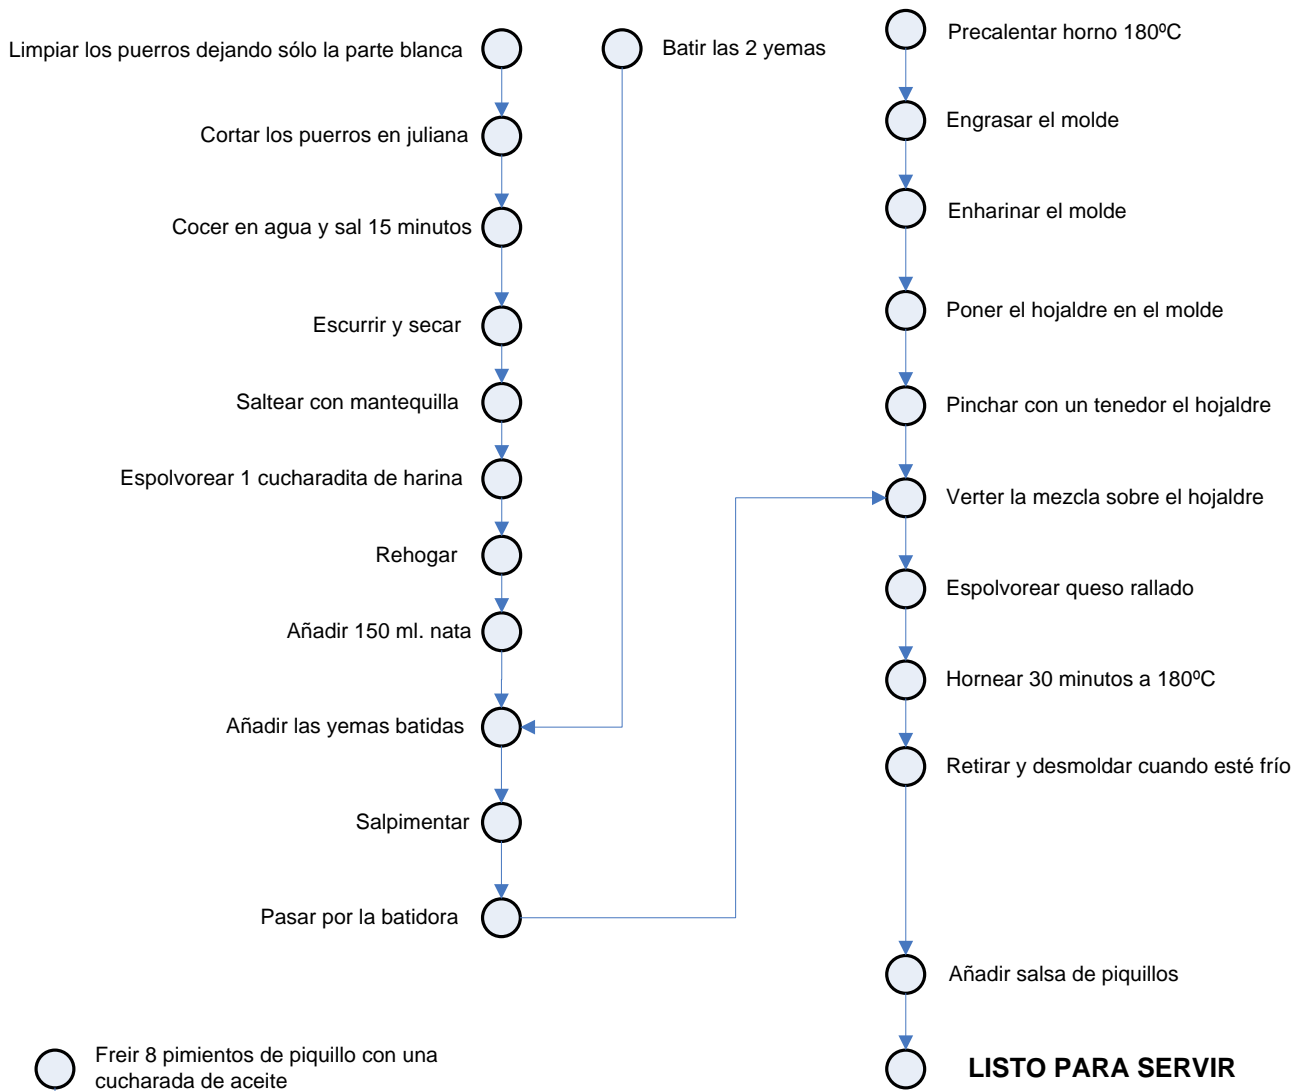 Limpiar los puerros dejando sólo la parte blanca
Cortar los puerros en juliana
Cocer en agua y sal 15 minutos
Escurrir y secar
Saltear con mantequilla
Espolvorear 1 cucharadita de harina
Rehogar
Añadir 150 ml. nata
Añadir las yemas batidas
Salpimentar
Pasar por la batidora
Freir 8 pimientos de piquillo con una
cucharada de aceite
Batir las 2 yemas
Precalentar horno 180ºC
Engrasar el molde
Enharinar el molde
Poner el hojaldre en el molde
Pinchar con un tenedor el hojaldre
Verter la mezcla sobre el hojaldre
Espolvorear queso rallado
Hornear 30 minutos a 180ºC
Retirar y desmoldar cuando esté frío
Añadir salsa de piquillos
LISTO PARA SERVIR